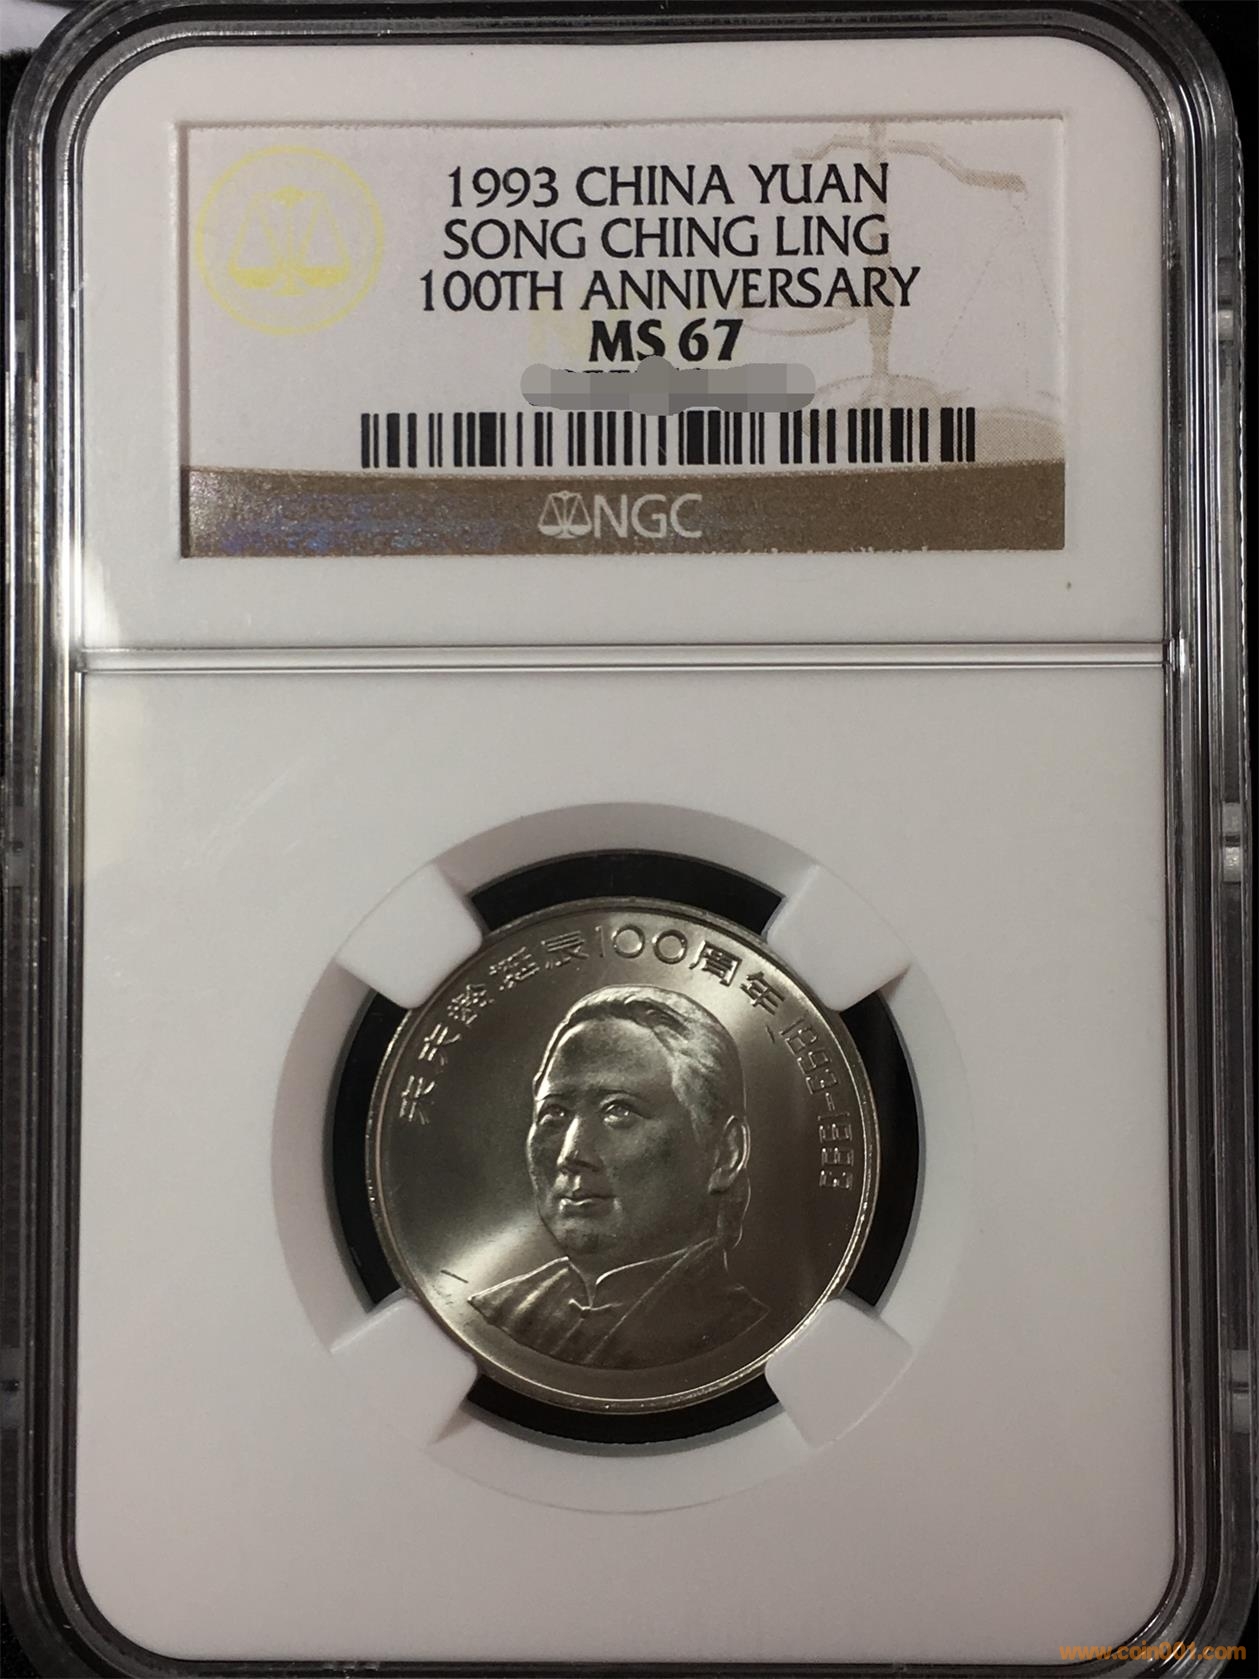 1993 CHINA YUAN
SONG CHING LING
100TH ANNIVERSARY
MS 67
NGC
宋庆龄诞辰100周年 1893-1993
www.coin001.com